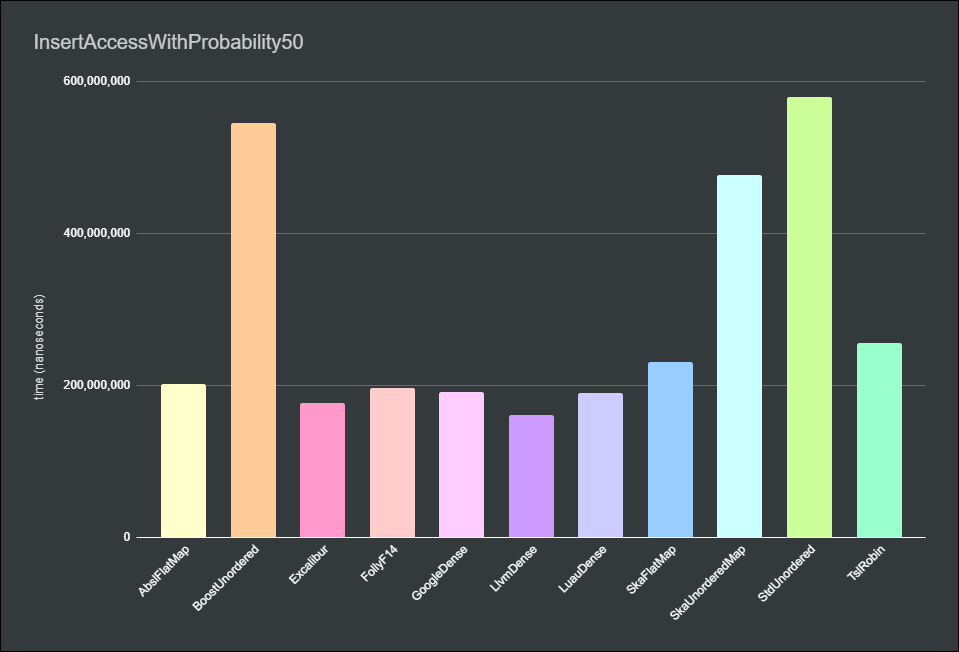 InsertAccessWithProbability50
600,000,000
400,000,000
200,000,000
0
time (nanoseconds)
AbslFlatMap
BoostUnordered
Excalibur
FollyF14
GoogleDense
LlvmDense
LuauDense
SkaFlatMap
SkaUnorderedMap
StdUnordered
TslRobin